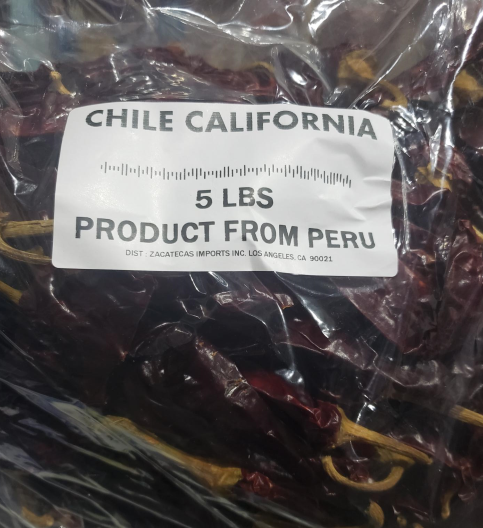 CHILE CALIFORNIA
5 LBS
PRODUCT FROM PERU
DIST : ZACATECAS IMPORTS INC. LOS ANGELES, CA 90021